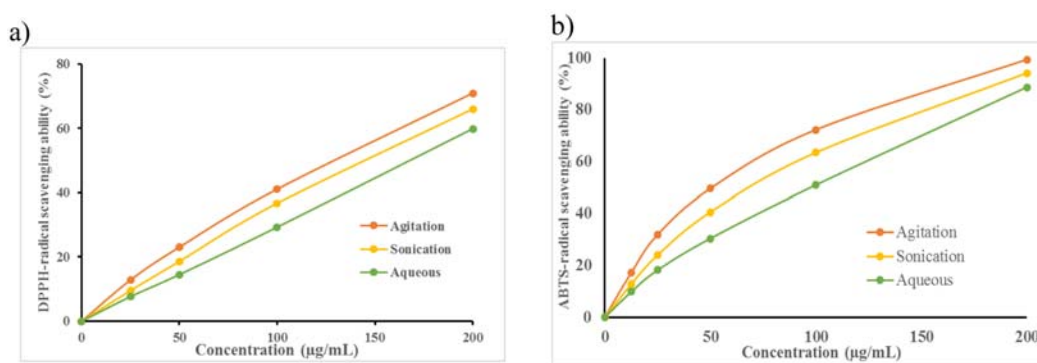 a)
DPPH-radical scavenging ability (%)
80
60
40
20
0
0 50 100 150 200
Concentration (µg/mL)
Agitation
Sonication
Aqueous
b)
ABTS-radical scavenging ability (%)
100
80
60
40
20
0
0 50 100 150 200
Concentration (µg/mL)
Agitation
Sonication
Aqueous